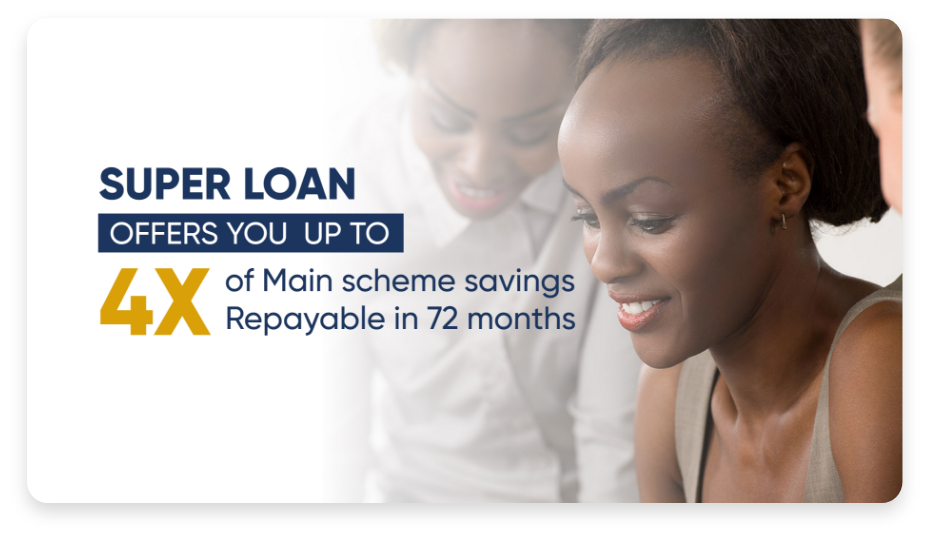 SUPER LOAN
OFFERS YOU UP TO
4X
of Main scheme savings
Repayable in 72 months